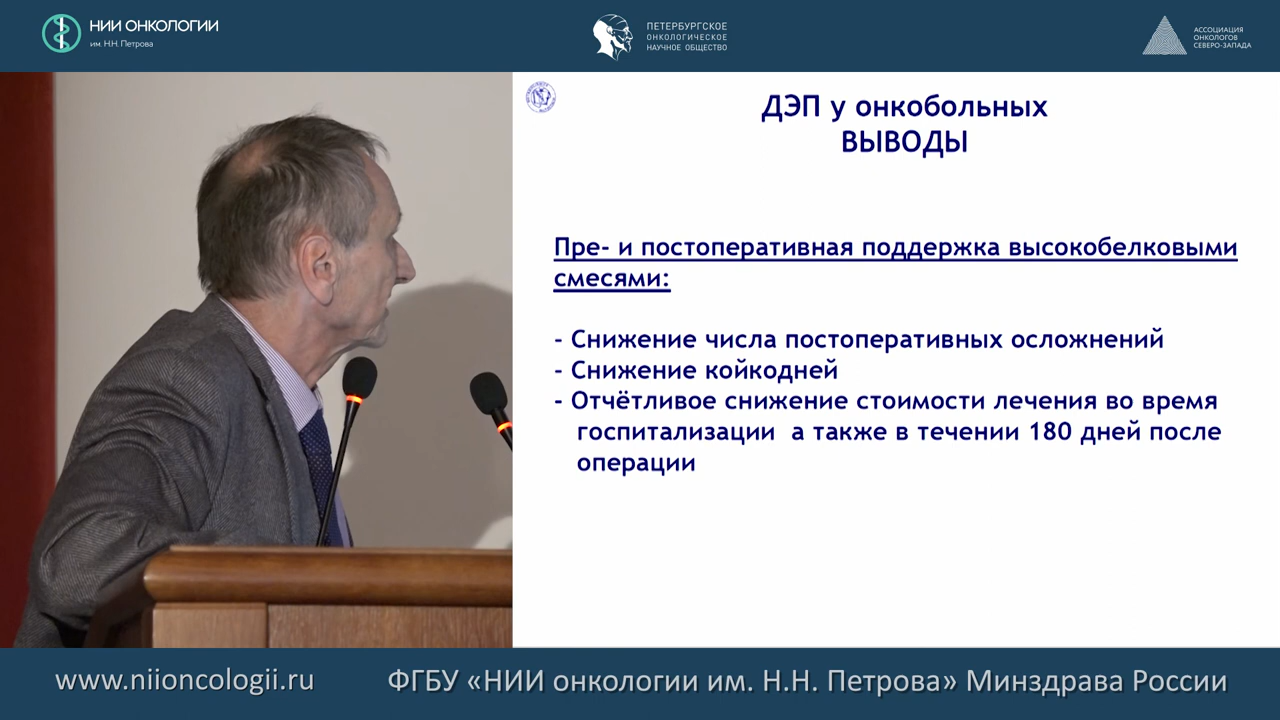 НИИ ОНКОЛОГИИ
им. Н.Н. Петрова
ПЕТЕРБУРГСКОЕ
ОНКОЛОГИЧЕСКОЕ
НАУЧНОЕ ОБЩЕСТВО
АССОЦИАЦИЯ
ОНКОЛОГОВ
СЕВЕРО-ЗАПАДА
ДЭП у онкобольных
ВЫВОДЫ
Пре- и постоперативная поддержка высокобелковыми
смесями:
- Снижение числа постоперативных осложнений
- Снижение койкодней
- Отчётливое снижение стоимости лечения во время
госпитализации а также в течении 180 дней после
операции
www.niioncologii.ru
ФГБУ «НИИ онкологии им. Н.Н. Петрова» Минздрава России